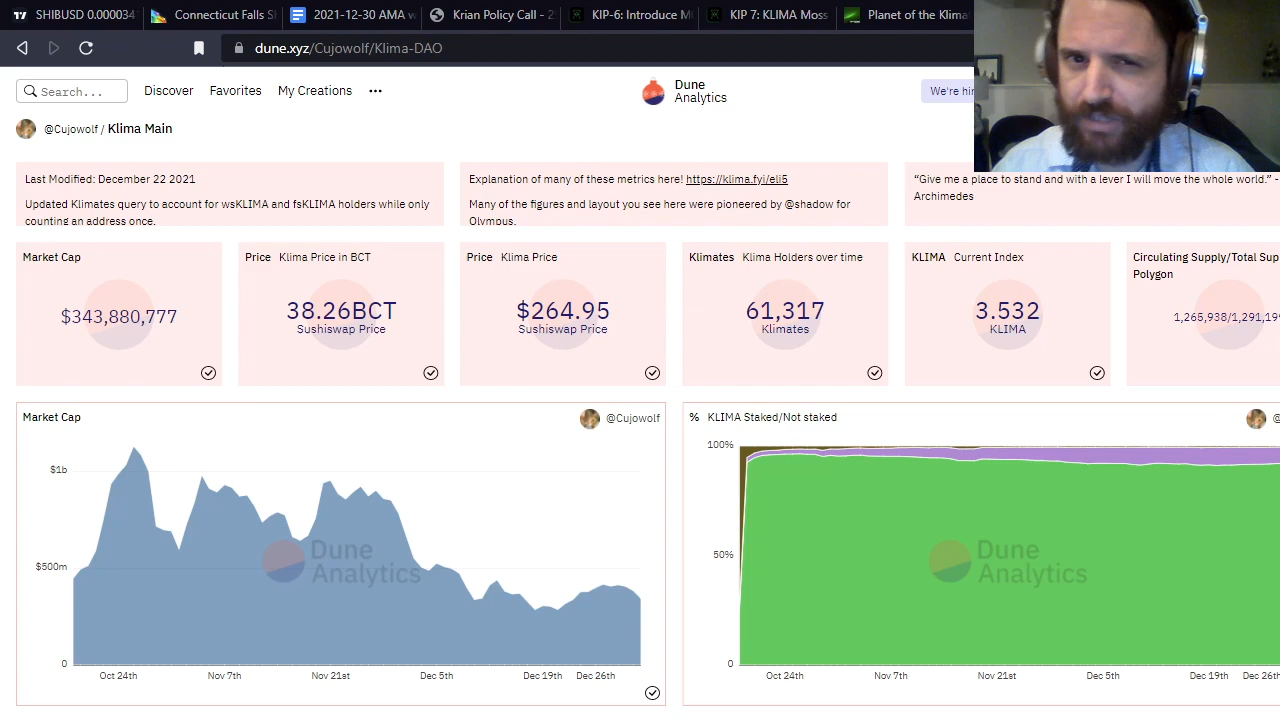 SHIBUSD 0.0000341
Connecticut Falls S
2021-12-30 AMA w
Krian Policy Call - 2
KIP-6: Introduce M
KIP 7: KLIMA Moss
Planet of the Klima
dune.xyz/Cujowolf/Klima-DAO
Search...
Discover
Favorites
My Creations
Dune
Analytics
We're hir
@Cujowolf / Klima Main
Last Modified: December 22 2021
Updated Klimates query to account for wsKLIMA and fsKLIMA holders while only
counting an address once.
Explanation of many of these metrics here! https://klima.fyi/eli5
Many of the figures and layout you see here were pioneered by @shadow for
Olympus.
“Give me a place to stand and with a lever I will move the whole world.” -
Archimedes
Market Cap
$343,880,777
Price Klima Price in BCT
38.26BCT
Sushiswap Price
Price Klima Price
$264.95
Sushiswap Price
Klimates Klima Holders over time
61,317
Klimates
KLIMA Current Index
3.532
KLIMA
Circulating Supply/Total Sup
Polygon
1,265,938/1,291,199
Market Cap
@Cujowolf
$1b
$500m
0
Dune
Analytics
Oct 24th
Nov 7th
Nov 21st
Dec 5th
Dec 19th
Dec 26th
% KLIMA Staked/Not staked
@
100%
50%
0
Dune
Analytics
Oct 24th
Nov 7th
Nov 21st
Dec 5th
Dec 19th
Dec 26th